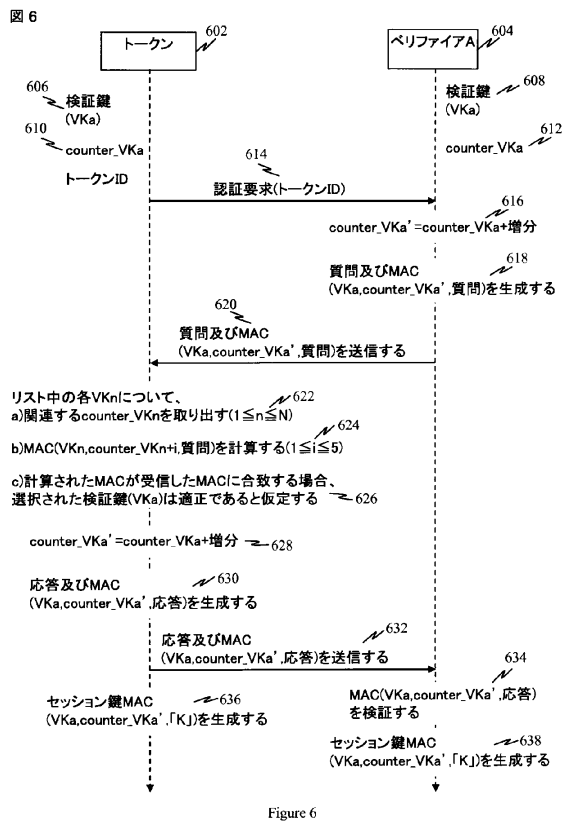 図6
トークン
602
ベリファイアA
604
606
検証鍵
(VKa)
検証鍵
(VKa)
608
610
counter_VKa
counter_VKa
612
トークンID
614
認証要求(トークンID)
616
counter_VKa'=counter_VKa+増分
質問及びMAC
618
(VKa,counter_VKa',質問)を生成する
620
質問及びMAC
(VKa,counter_VKa',質問)を送信する
リスト中の各VKnについて、
622
a)関連するcounter_VKnを取り出す(1≦n≦N)
624
b)MAC(VKn,counter_VKn+i,質問)を計算する(1≦i≦5)
c)計算されたMACが受信したMACに合致する場合、
選択された検証鍵(VKa)は適正であると仮定する
626
counter_VKa'=counter_VKa+増分
628
応答及びMAC
630
(VKa,counter_VKa',応答)を生成する
応答及びMAC
632
(VKa,counter_VKa',応答)を送信する
634
MAC(VKa,counter_VKa',応答)
を検証する
セッション鍵MAC
636
(VKa,counter_VKa',「K」)を生成する
セッション鍵MAC
638
(VKa,counter_VKa',「K」)を生成する
Figure 6